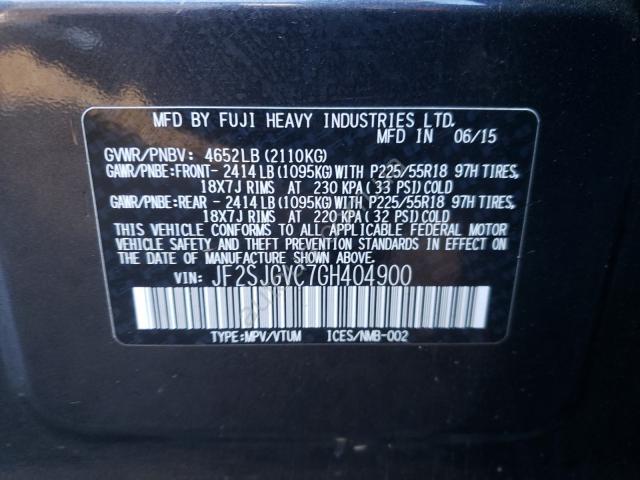 MFD BY FUJI HEAVY INDUSTRIES LTD.
MFD IN 06/15
GVWR/PNBV: 4652LB(2110KG)
GAWR/PNBE:FRONT- 2414LB(1095KG)WITH P225/55R18 97H TIRES,
18X7J RIMS AT 230 KPA(33 PSI)COLD
GAWR/PNBE:REAR - 2414LB(1095KG)WITH P225/55R18 97H TIRES,
18X7J RIMS AT 220 KPA(32 PSI)COLD
THIS VEHICLE CONFORMS TO ALL APPLICABLE FEDERAL MOTOR
VEHICLE SAFETY AND THEFT PREVENTION STANDARDS IN EFFECT
ON THE DATE OF MANUFACTURE SHOWN ABOVE.
VIN: JF2SJGVC7GH404900
TYPE:MPV/VTUM ICES/NMB-002